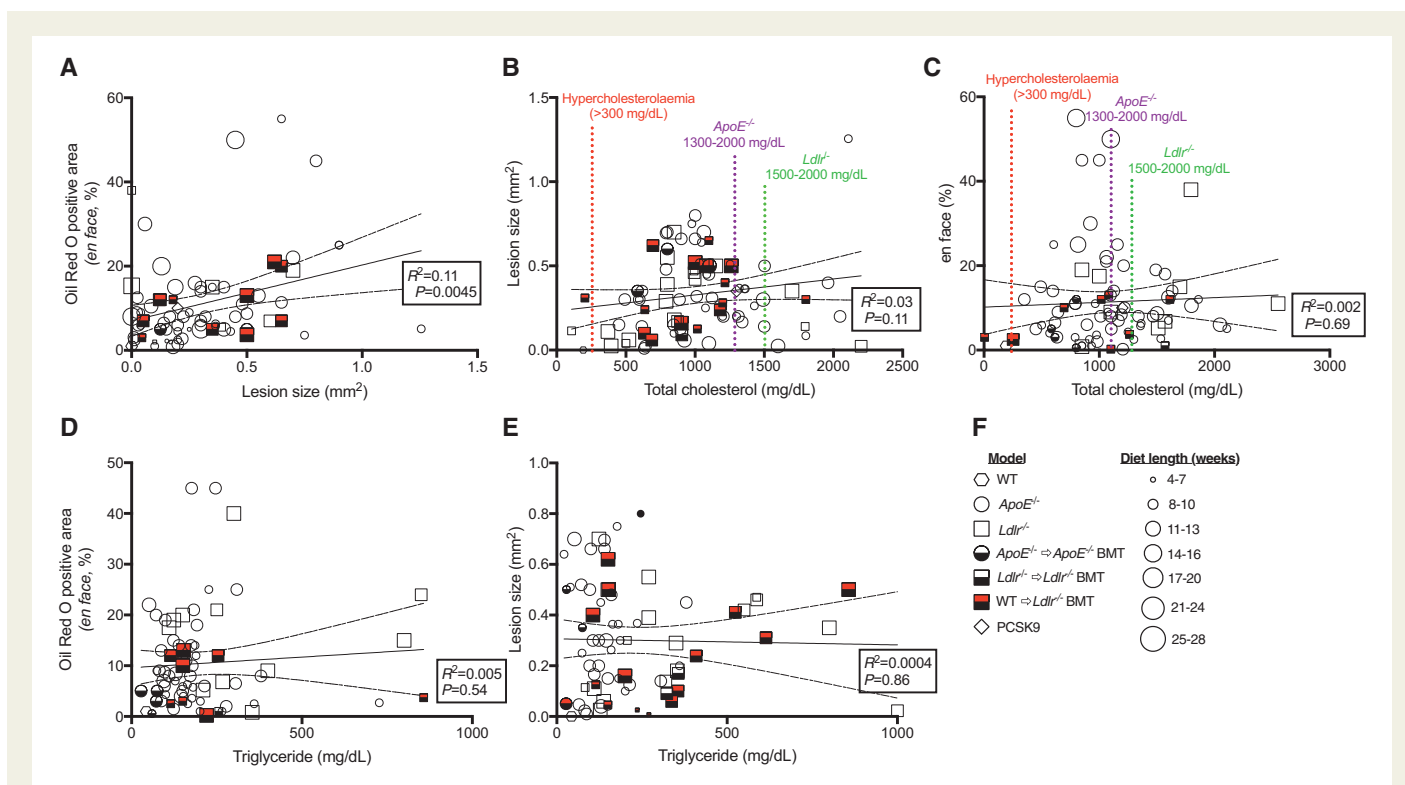 A
Oil Red O positive area
(en face, %)
60
40
20
0
0.0
0.5
1.0
1.5
Lesion size (mm²)
R²=0.11
P=0.0045
B
Lesion size (mm²)
1.5
1.0
0.5
0.0
0
500
1000
1500
2000
2500
Total cholesterol (mg/dL)
Hypercholesterolaemia
(>300 mg/dL)
ApoE-/-
1300-2000 mg/dL
Ldlr-/-
1500-2000 mg/dL
R²=0.03
P=0.11
C
en face (%)
60
40
20
0
0
1000
2000
3000
Total cholesterol (mg/dL)
Hypercholesterolaemia
(>300 mg/dL)
ApoE-/-
1300-2000 mg/dL
Ldlr-/-
1500-2000 mg/dL
R²=0.002
P=0.69
D
Oil Red O positive area
(en face, %)
50
40
30
20
10
0
0
500
1000
Triglyceride (mg/dL)
R²=0.005
P=0.54
E
Lesion size (mm²)
1.0
0.8
0.6
0.4
0.2
0.0
0
500
1000
Triglyceride (mg/dL)
R²=0.0004
P=0.86
F
Model
WT
ApoE-/-
Ldlr-/-
ApoE-/- ⇨ ApoE-/- BMT
Ldlr-/- ⇨ Ldlr-/- BMT
WT ⇨ Ldlr-/- BMT
PCSK9
Diet length (weeks)
4-7
8-10
11-13
14-16
17-20
21-24
25-28